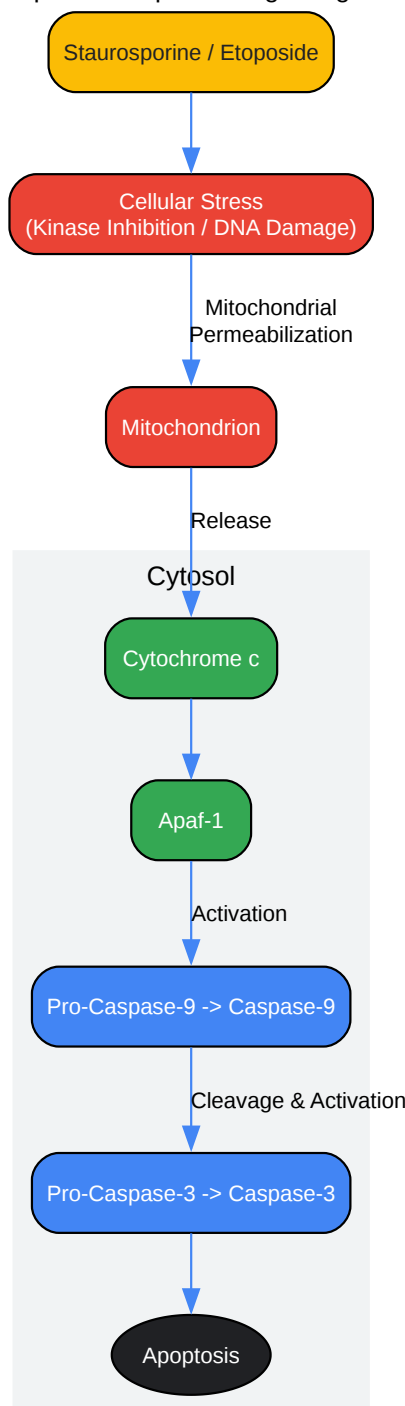 Staurosporine / Etoposide
Cellular Stress
(Kinase Inhibition / DNA Damage)
Mitochondrial
Permeabilization
Mitochondrion
Release
Cytosol
Cytochrome c
Apaf-1
Activation
Pro-Caspase-9 -> Caspase-9
Cleavage & Activation
Pro-Caspase-3 -> Caspase-3
Apoptosis